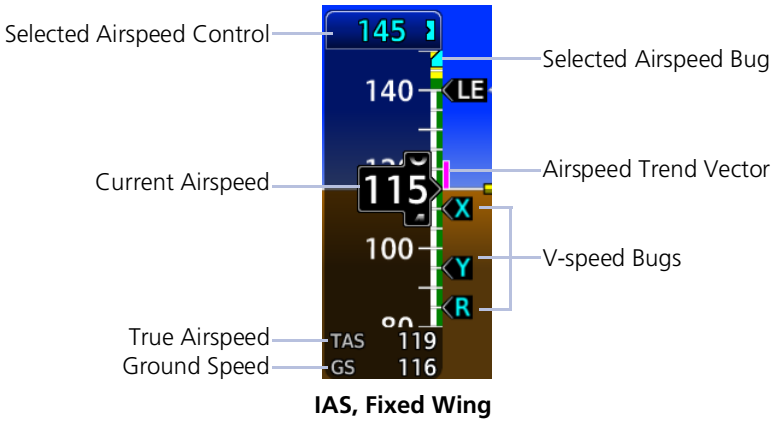 Selected Airspeed Control
145
Selected Airspeed Bug
140
LE
Airspeed Trend Vector
Current Airspeed
115
X
100
Y
V-speed Bugs
R
80
True Airspeed
TAS 119
Ground Speed
GS 116
IAS, Fixed Wing